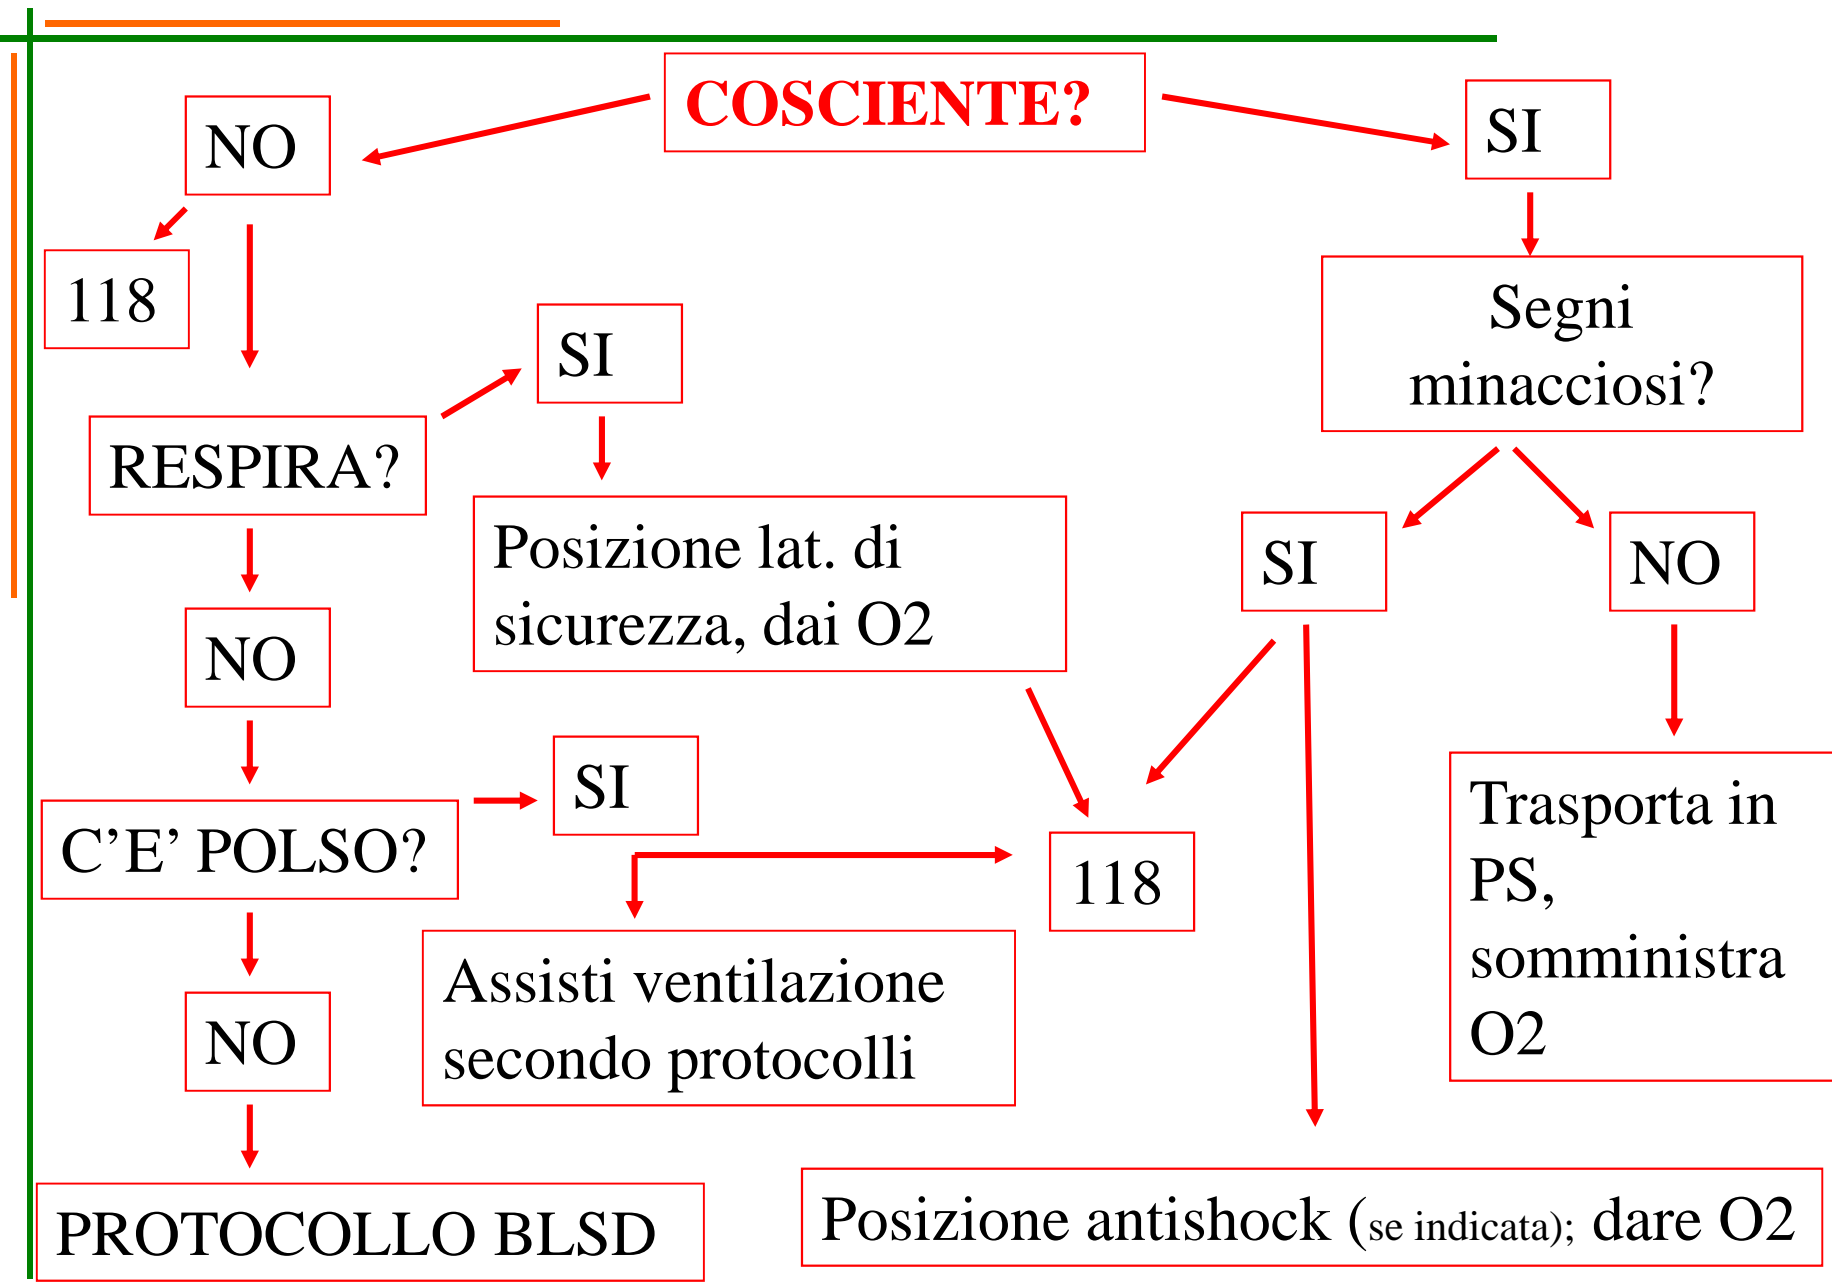 COSCIENTE?
NO
SI
118
Segni
minacciosi?
SI
RESPIRA?
Posizione lat. di
sicurezza, dai O2
SI
NO
NO
SI
C’E’ POLSO?
118
Trasporta in
PS,
somministra
O2
Assisti ventilazione
secondo protocolli
NO
PROTOCOLLO BLSD
Posizione antishock (se indicata); dare O2